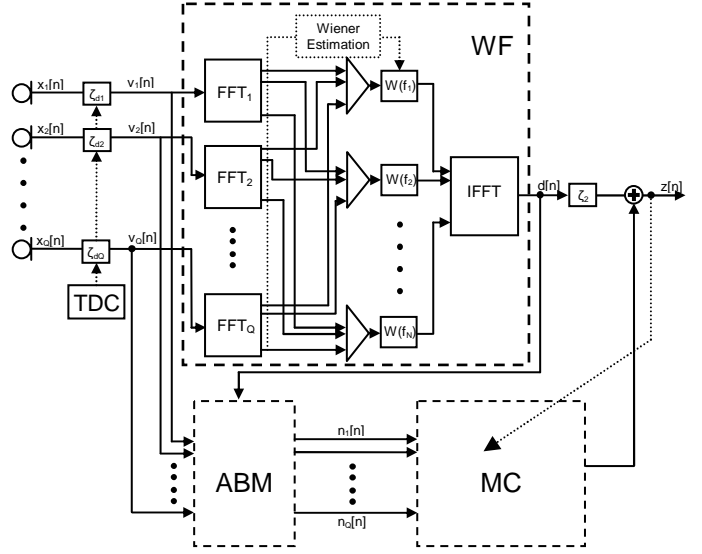 Wiener
Estimation
WF
x1[n]
ζd1
v1[n]
FFT1
W(f1)
x2[n]
ζd2
v2[n]
FFT2
W(f2)
IFFT
d[n]
ζ2
z[n]
xQ[n]
ζdQ
vQ[n]
TDC
FFTQ
W(fN)
ABM
n1[n]
nQ[n]
MC